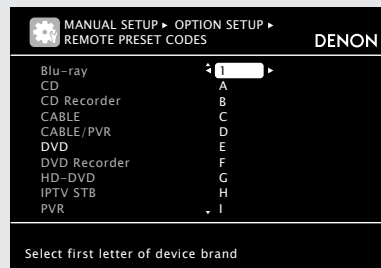 MANUAL SETUP ▸ OPTION SETUP ▸
REMOTE PRESET CODES
DENON
Blu-ray 1
CD A
CD Recorder B
CABLE C
CABLE/PVR D
DVD E
DVD Recorder F
HD-DVD G
IPTV STB H
PVR I
Select first letter of device brand